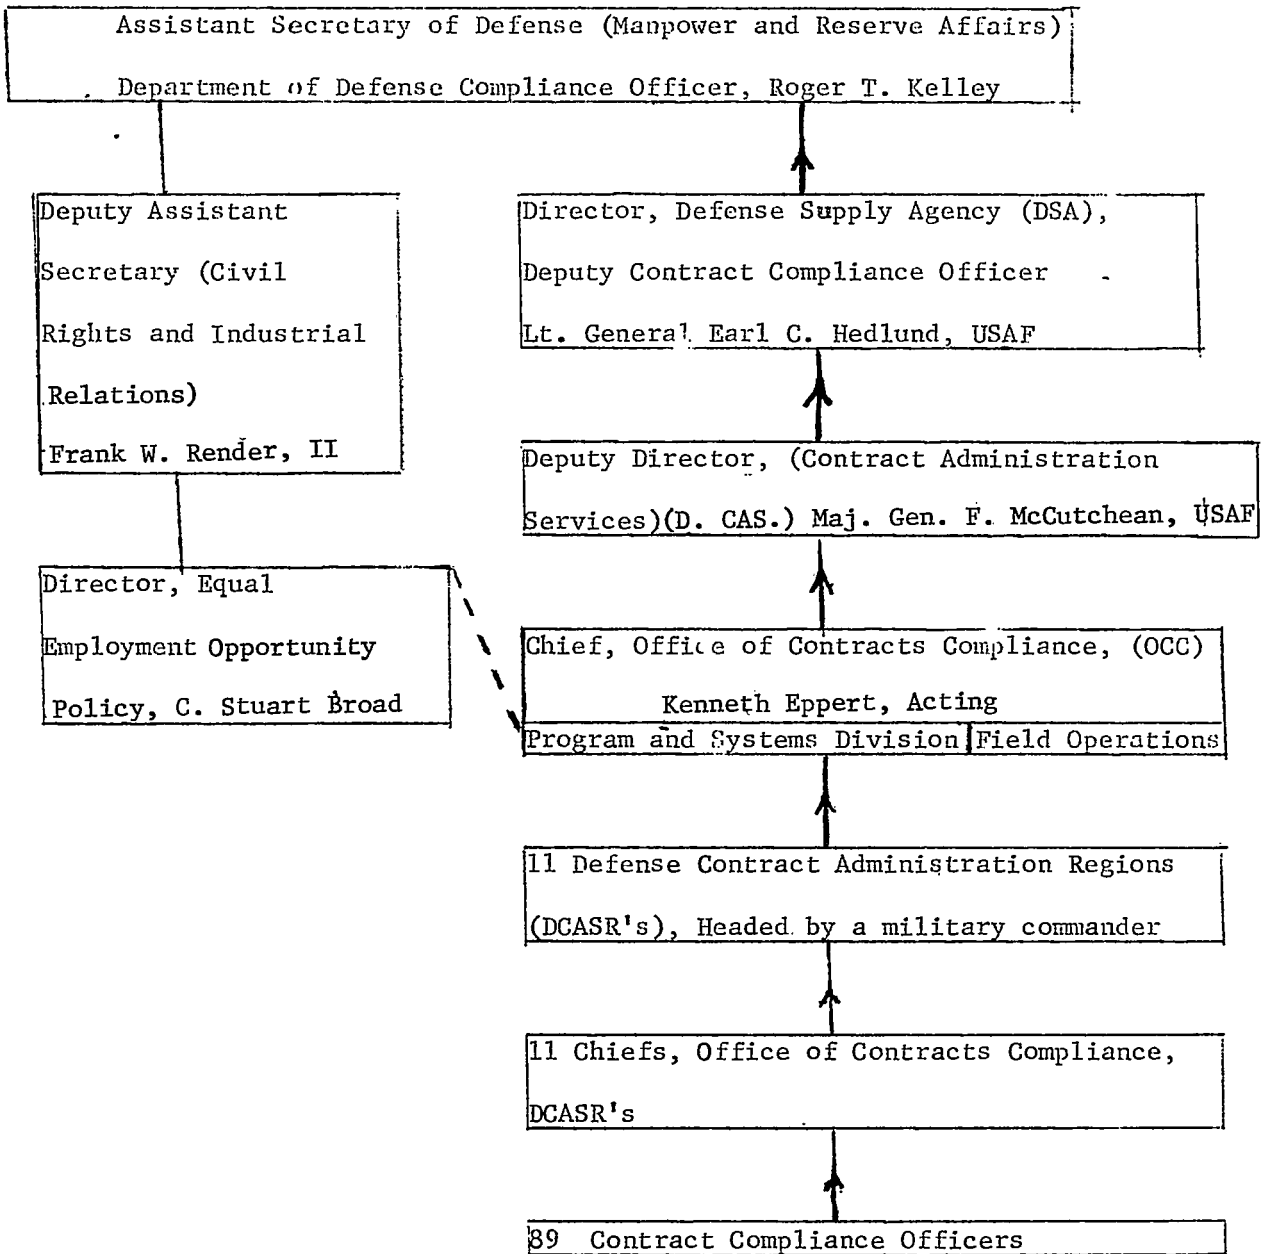 Assistant Secretary of Defense (Manpower and Reserve Affairs)
Department of Defense Compliance Officer, Roger T. Kelley
Deputy Assistant
Secretary (Civil
Rights and Industrial
Relations)
Frank W. Render, II
Director, Equal
Employment Opportunity
Policy, C. Stuart Broad
Director, Defense Supply Agency (DSA),
Deputy Contract Compliance Officer
Lt. General Earl C. Hedlund, USAF
Deputy Director, (Contract Administration
Services)(D. CAS.) Maj. Gen. F. McCutchean, USAF
Chief, Office of Contracts Compliance, (OCC)
Kenneth Eppert, Acting
Program and Systems Division Field Operations
11 Defense Contract Administration Regions
(DCASR's), Headed by a military commander
11 Chiefs, Office of Contracts Compliance,
DCASR's
89 Contract Compliance Officers